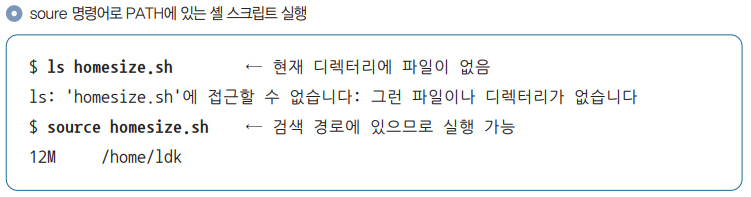 soure 명령어로 PATH에 있는 셸 스크립트 실행
$ ls homesize.sh ← 현재 디렉터리에 파일이 없음
ls: 'homesize.sh'에 접근할 수 없습니다: 그런 파일이나 디렉터리가 없습니다
$ source homesize.sh ← 검색 경로에 있으므로 실행 가능
12M /home/ldk